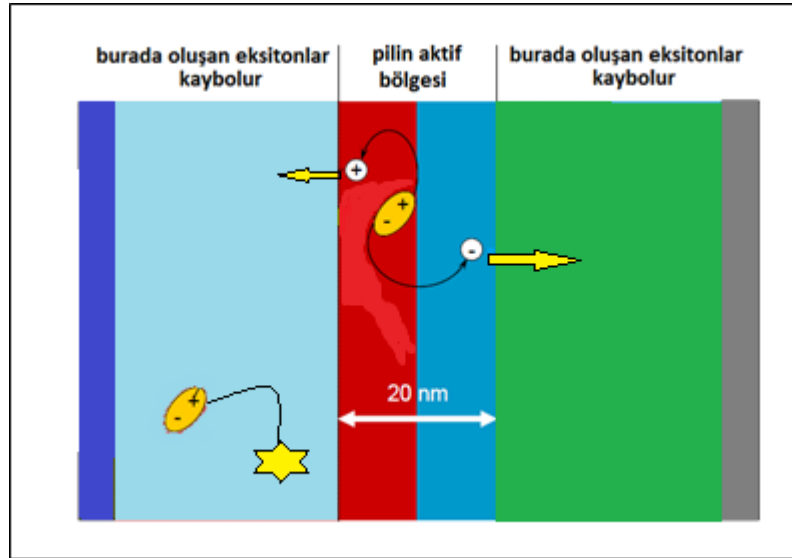 burada oluşan eksitonlar
kaybolur
pilin aktif
bölgesi
burada oluşan eksitonlar
kaybolur
+
+
-
-
20 nm
+
-